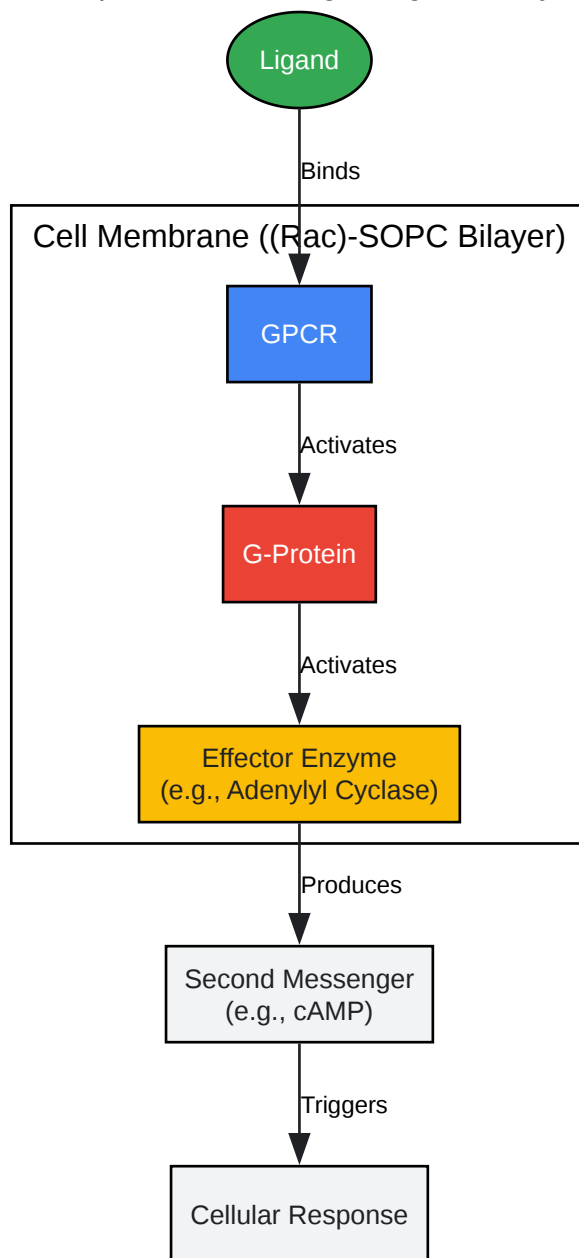 Ligand
Binds
Cell Membrane ((Rac)-SOPC Bilayer)
GPCR
Activates
G-Protein
Activates
Effector Enzyme
(e.g., Adenylyl Cyclase)
Produces
Second Messenger
(e.g., cAMP)
Triggers
Cellular Response